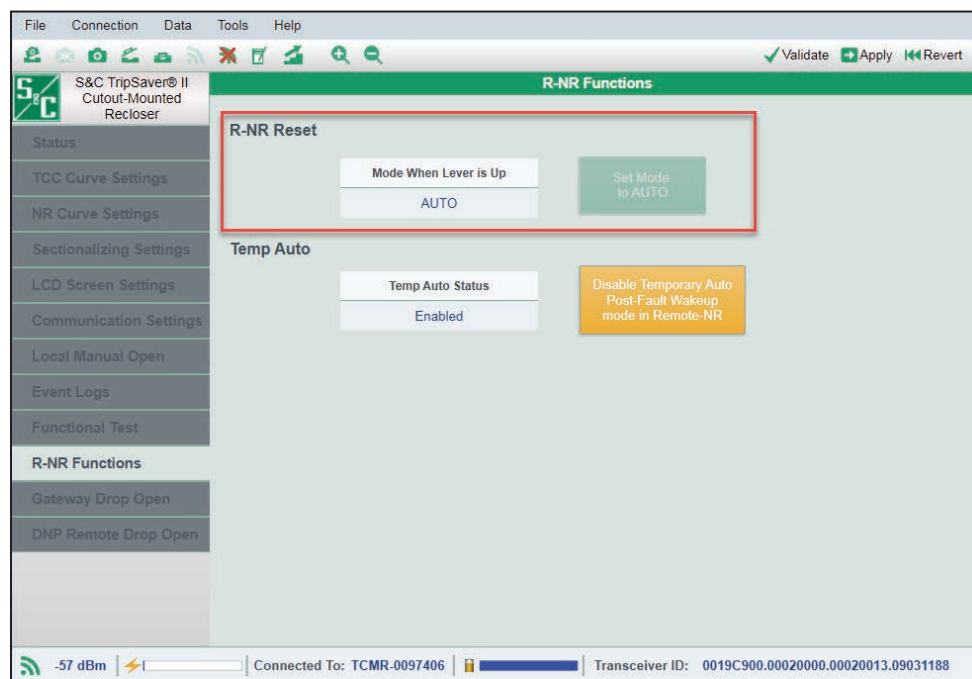 File Connection Data Tools Help
Validate Apply Revert
S&C
S&C TripSaver® II
Cutout-Mounted
Recloser
R-NR Functions
Status
TCC Curve Settings
NR Curve Settings
Sectionalizing Settings
LCD Screen Settings
Communication Settings
Local Manual Open
Event Logs
Functional Test
R-NR Functions
Gateway Drop Open
DNP Remote Drop Open
R-NR Reset
Mode When Lever is Up
AUTO
Set Mode
to AUTO
Temp Auto
Temp Auto Status
Enabled
Disable Temporary Auto
Post-Fault Wakeup
mode in Remote-NR
-57 dBm Connected To: TCMR-0097406 Transceiver ID: 0019C900.00020000.00020013.09031188